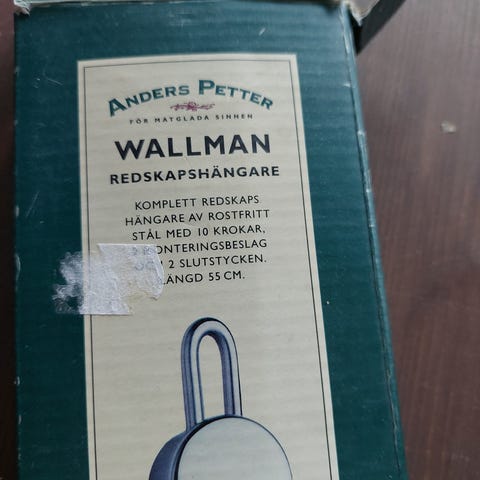 ANDERS PETTER
FÖR MATGLADA SINNEN
WALLMAN
REDSKAPSHÄNGARE
KOMPLETT REDSKAPS
HÄNGARE AV ROSTFRITT
STÅL MED 10 KROKAR,
MONTERINGSBESLAG
2 SLUTSTYCKEN.
LÄNGD 55 CM.